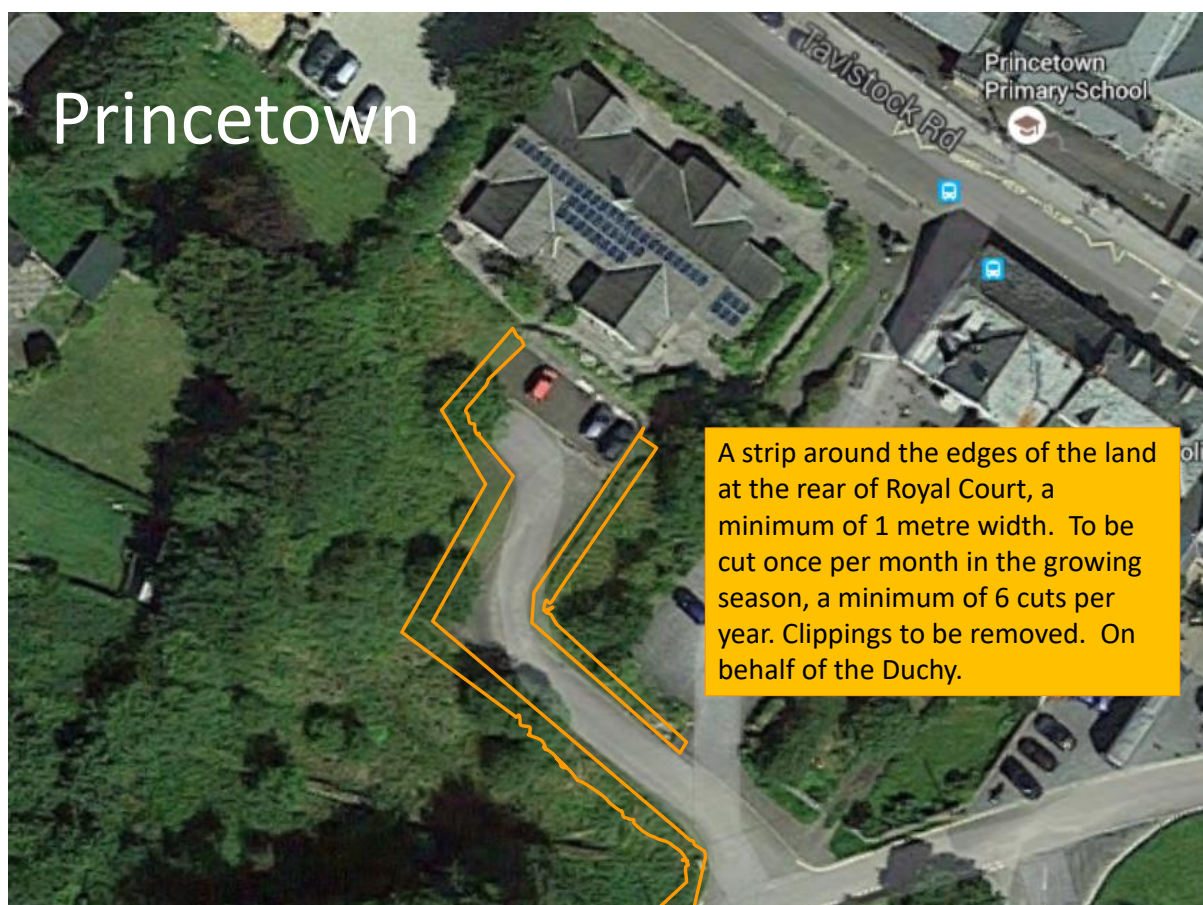 Princetown
Tavistock Rd
Princetown
Primary School
A strip around the edges of the land
at the rear of Royal Court, a
minimum of 1 metre width.  To be
cut once per month in the growing
season, a minimum of 6 cuts per
year. Clippings to be removed.  On
behalf of the Duchy.